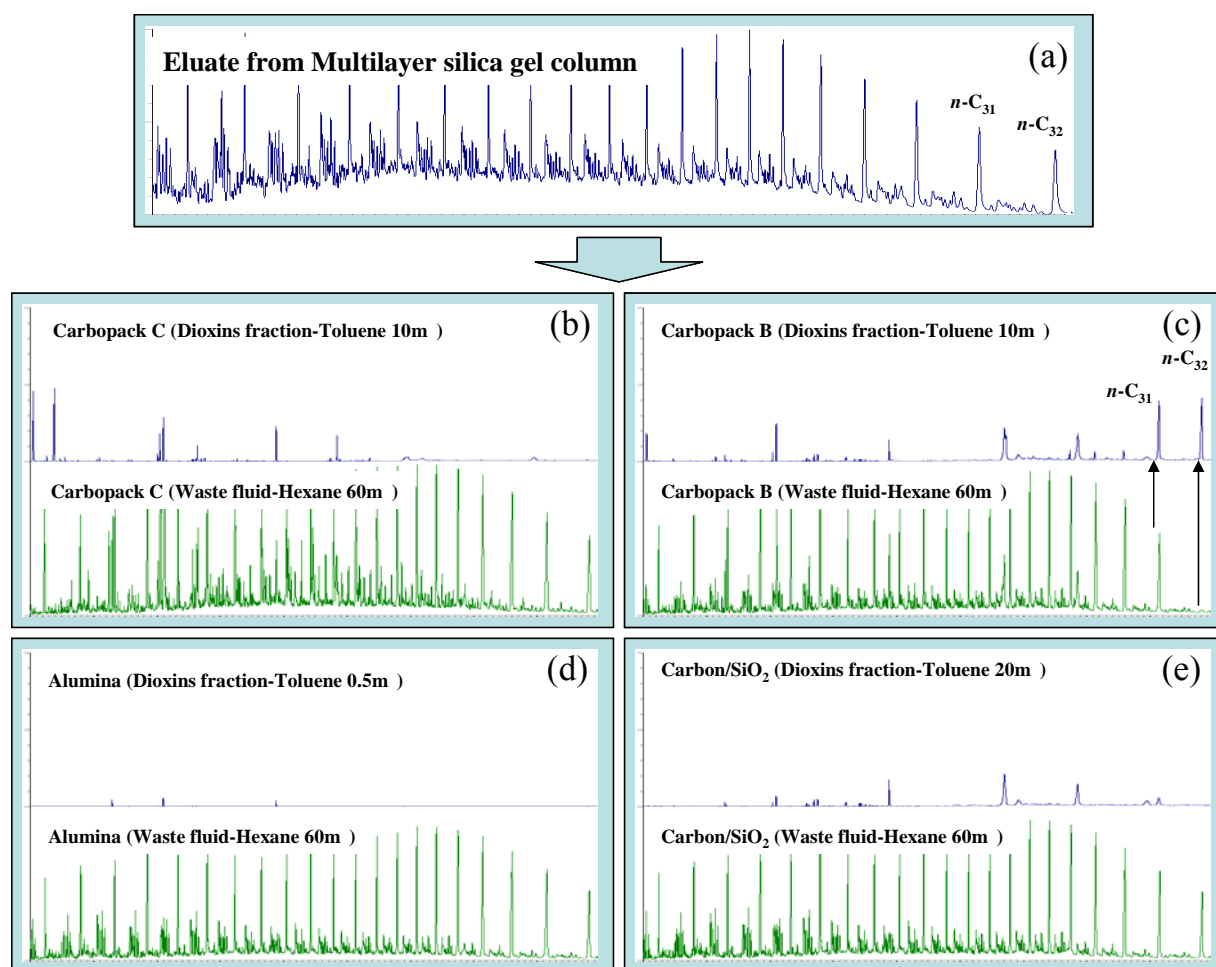 Eluate from Multilayer silica gel column
(a)
n-C31
n-C32
Carbopack C (Dioxins fraction-Toluene 10m )
(b)
Carbopack C (Waste fluid-Hexane 60m )
Carbopack B (Dioxins fraction-Toluene 10m )
(c)
n-C32
n-C31
Carbopack B (Waste fluid-Hexane 60m )
Alumina (Dioxins fraction-Toluene 0.5m )
(d)
Alumina (Waste fluid-Hexane 60m )
Carbon/SiO2 (Dioxins fraction-Toluene 20m )
(e)
Carbon/SiO2 (Waste fluid-Hexane 60m )